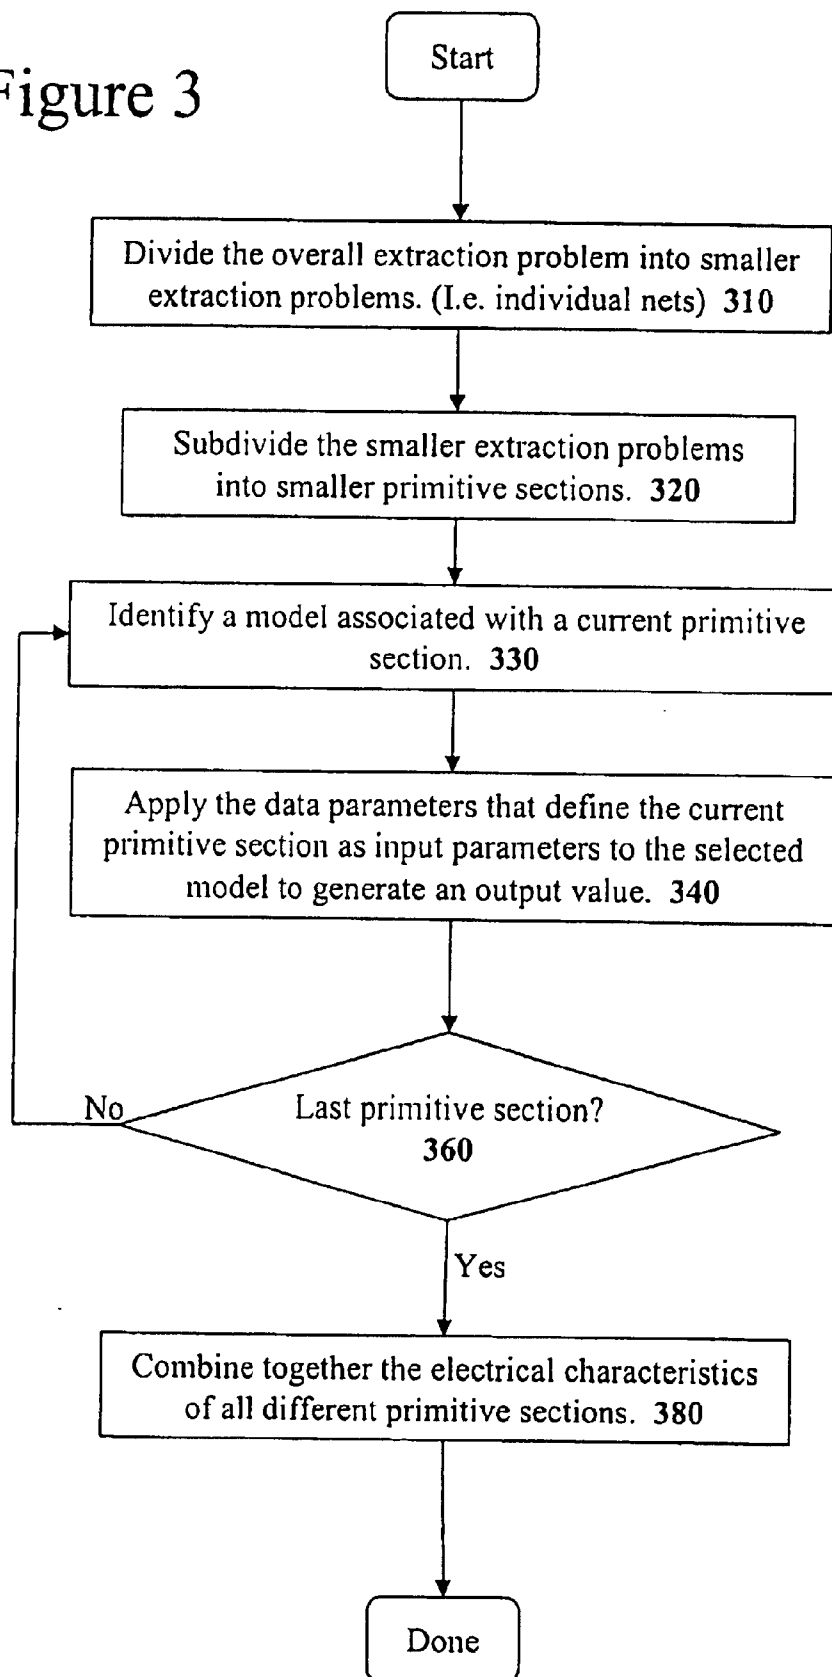 Figure 3
Start
Divide the overall extraction problem into smaller
extraction problems. (I.e. individual nets) 310
Subdivide the smaller extraction problems
into smaller primitive sections. 320
Identify a model associated with a current primitive
section. 330
Apply the data parameters that define the current
primitive section as input parameters to the selected
model to generate an output value. 340
No
Last primitive section?
360
Yes
Combine together the electrical characteristics
of all different primitive sections. 380
Done